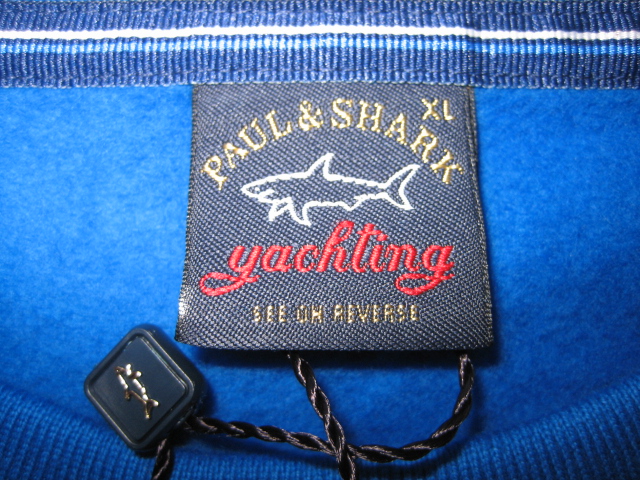 XL
PAUL & SHARK
yachting
SEE ON REVERSE